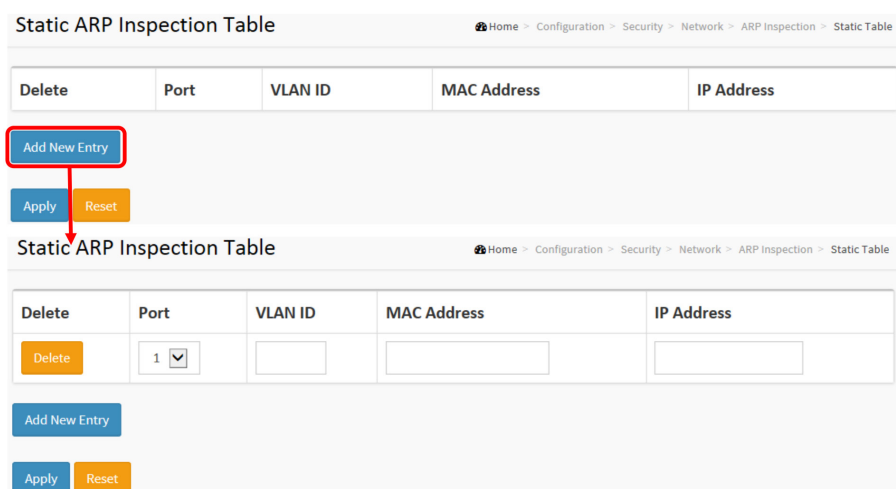 Static ARP Inspection Table
Home > Configuration > Security > Network > ARP Inspection > Static Table
Delete Port VLAN ID MAC Address IP Address
Add New Entry
Apply Reset
Static ARP Inspection Table
Home > Configuration > Security > Network > ARP Inspection > Static Table
Delete Port VLAN ID MAC Address IP Address
Delete 1
Add New Entry
Apply Reset